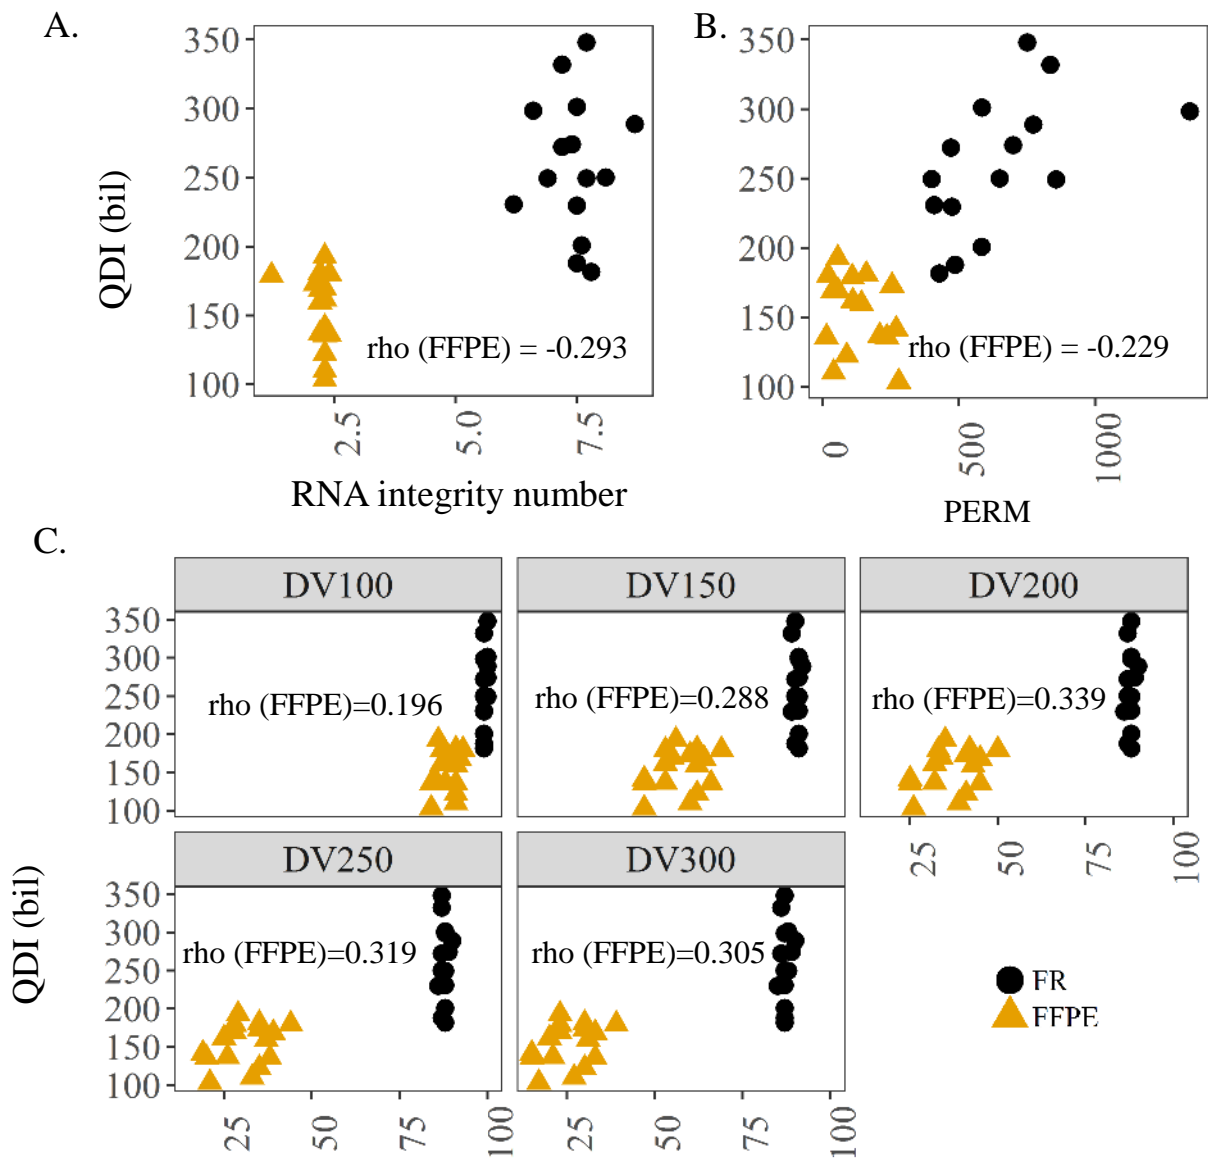 A.
B.
350
300
250
200
150
100
QDI (bil)
rho (FFPE) = -0.293
2.5
5.0
7.5
RNA integrity number
350
300
250
200
150
100
rho (FFPE) = -0.229
0
500
1000
PERM
C.
DV100
DV150
DV200
350
300
250
200
150
100
rho (FFPE)=0.196
rho (FFPE)=0.288
rho (FFPE)=0.339
25
50
75
100
DV250
DV300
QDI (bil)
350
300
250
200
150
100
rho (FFPE)=0.319
rho (FFPE)=0.305
FR
FFPE
25
50
75
100
25
50
75
100